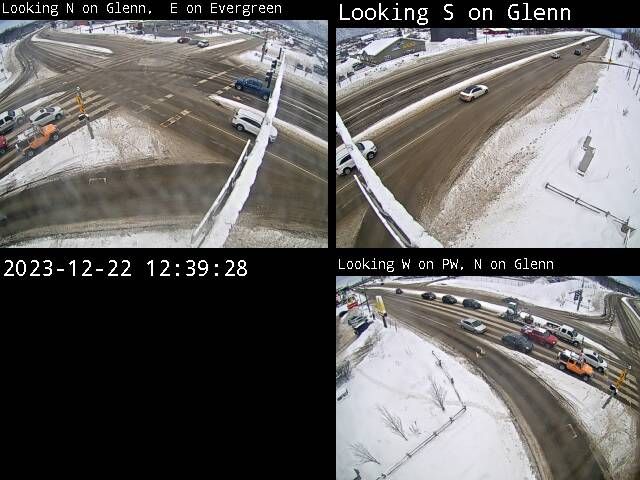 Looking N on Glenn, E on Evergreen
Looking S on Glenn
2023-12-22 12:39:28
Looking W on PW, N on Glenn